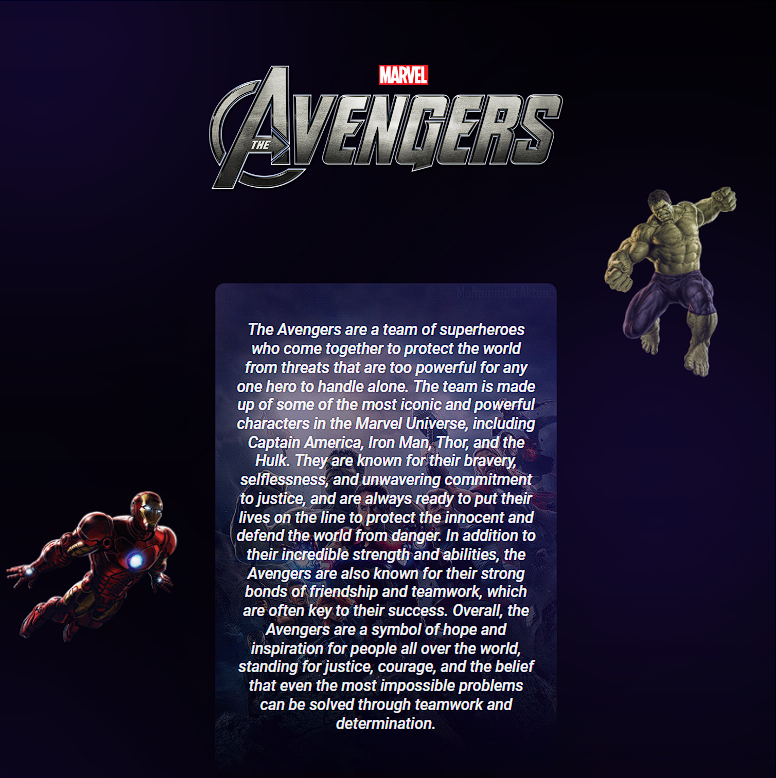 MARVEL
THE AVENGERS
The Avengers are a team of superheroes
who come together to protect the world
from threats that are too powerful for any
one hero to handle alone. The team is made
up of some of the most iconic and powerful
characters in the Marvel Universe, including
Captain America, Iron Man, Thor, and the
Hulk. They are known for their bravery,
selflessness, and unwavering commitment
to justice, and are always ready to put their
lives on the line to protect the innocent and
defend the world from danger. In addition to
their incredible strength and abilities, the
Avengers are also known for their strong
bonds of friendship and teamwork, which
are often key to their success. Overall, the
Avengers are a symbol of hope and
inspiration for people all over the world,
standing for justice, courage, and the belief
that even the most impossible problems
can be solved through teamwork and
determination.